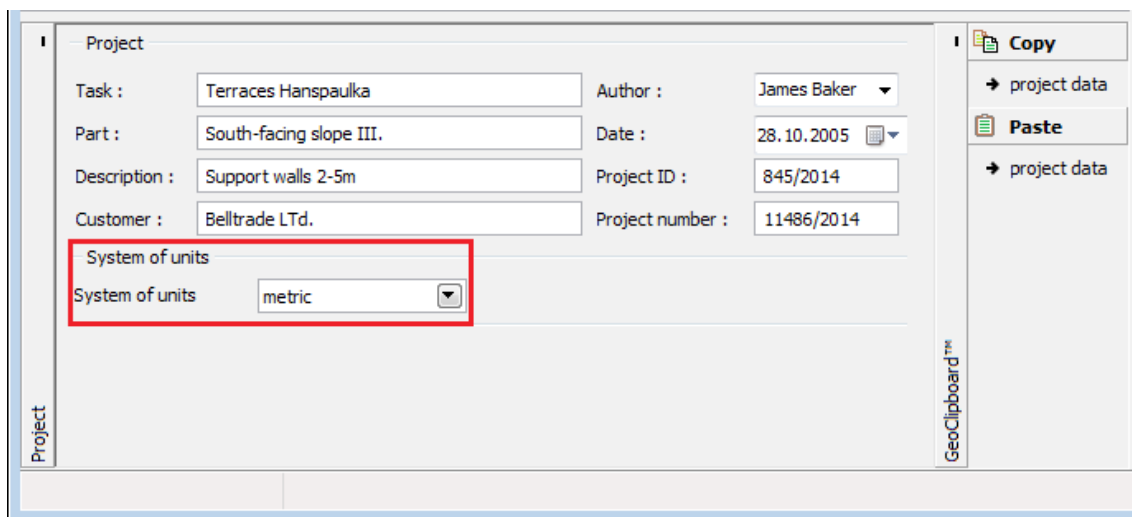 Project
Task : Terraces Hanspaulka Author : James Baker
Part : South-facing slope III. Date : 28.10.2005
Description : Support walls 2-5m Project ID : 845/2014
Customer : Belltrade LTd. Project number : 11486/2014
System of units
System of units metric
Project
GeoClipboard™
Copy
project data
Paste
project data